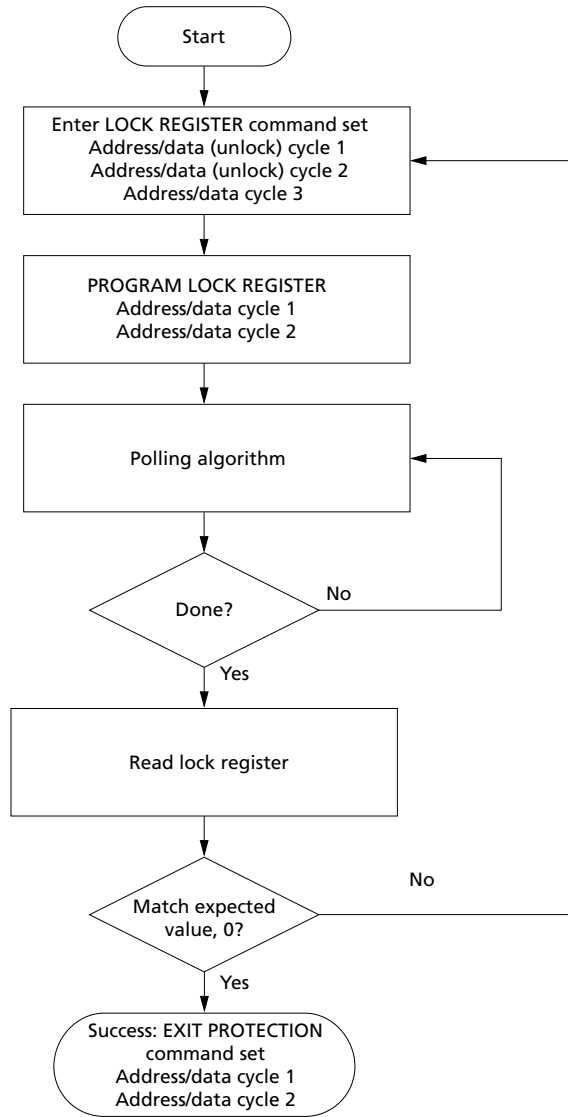 Start
Enter LOCK REGISTER command set
Address/data (unlock) cycle 1
Address/data (unlock) cycle 2
Address/data cycle 3
PROGRAM LOCK REGISTER
Address/data cycle 1
Address/data cycle 2
Polling algorithm
Done?
No
Yes
Read lock register
Match expected
value, 0?
No
Yes
Success: EXIT PROTECTION
command set
Address/data cycle 1
Address/data cycle 2